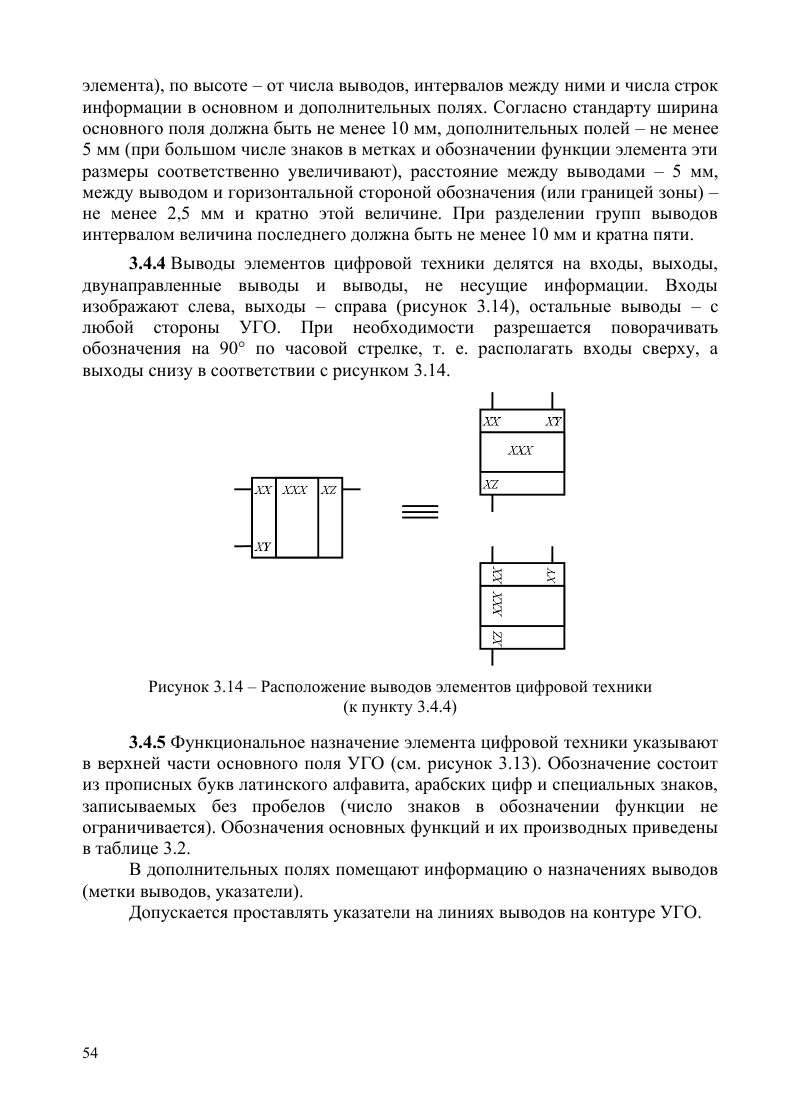 элемента), по высоте – от числа выводов, интервалов между ними и числа строк
информации в основном и дополнительных полях. Согласно стандарту ширина
основного поля должна быть не менее 10 мм, дополнительных полей – не менее
5 мм (при большом числе знаков в метках и обозначении функции элемента эти
размеры соответственно увеличивают), расстояние между выводами – 5 мм,
между выводом и горизонтальной стороной обозначения (или границей зоны) –
не менее 2,5 мм и кратно этой величине. При разделении групп выводов
интервалом величина последнего должна быть не менее 10 мм и кратна пяти.
3.4.4 Выводы элементов цифровой техники делятся на входы, выходы,
двунаправленные выводы и выводы, не несущие информации. Входы
изображают слева, выходы – справа (рисунок 3.14), остальные выводы – с
любой стороны УГО. При необходимости разрешается поворачивать
обозначения на 90° по часовой стрелке, т. е. располагать входы сверху, а
выходы снизу в соответствии с рисунком 3.14.
XX XXX XZ
XY
XX XY
XXX
XZ
XX XY
XXX
XZ
Рисунок 3.14 – Расположение выводов элементов цифровой техники
(к пункту 3.4.4)
3.4.5 Функциональное назначение элемента цифровой техники указывают
в верхней части основного поля УГО (см. рисунок 3.13). Обозначение состоит
из прописных букв латинского алфавита, арабских цифр и специальных знаков,
записываемых без пробелов (число знаков в обозначении функции не
ограничивается). Обозначения основных функций и их производных приведены
в таблице 3.2.
В дополнительных полях помещают информацию о назначениях выводов
(метки выводов, указатели).
Допускается проставлять указатели на линиях выводов на контуре УГО.
54